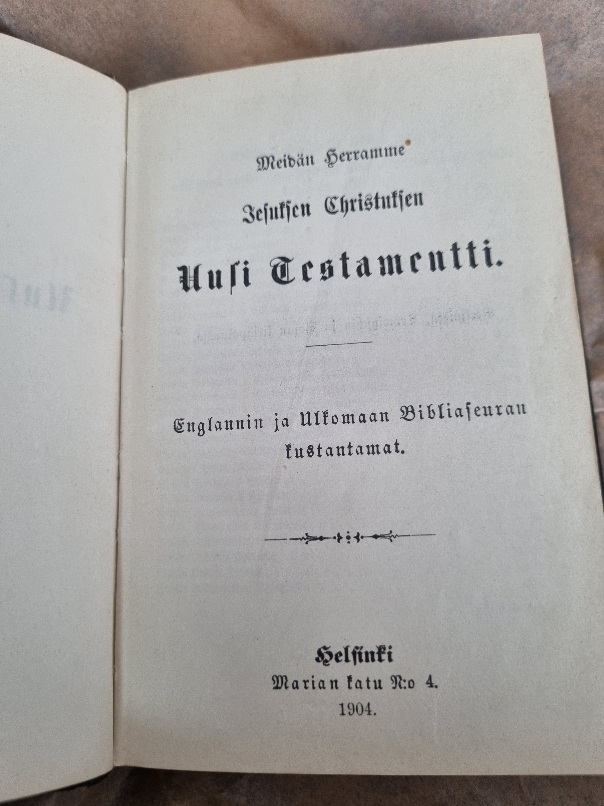 Meidän Herramme
Jesuksen Christuksen
Uusi Testamentti.
Englannin ja Ulkomaan Bibliaseuran
kustantamat.
Helsinki
Marian katu N:o 4.
1904.